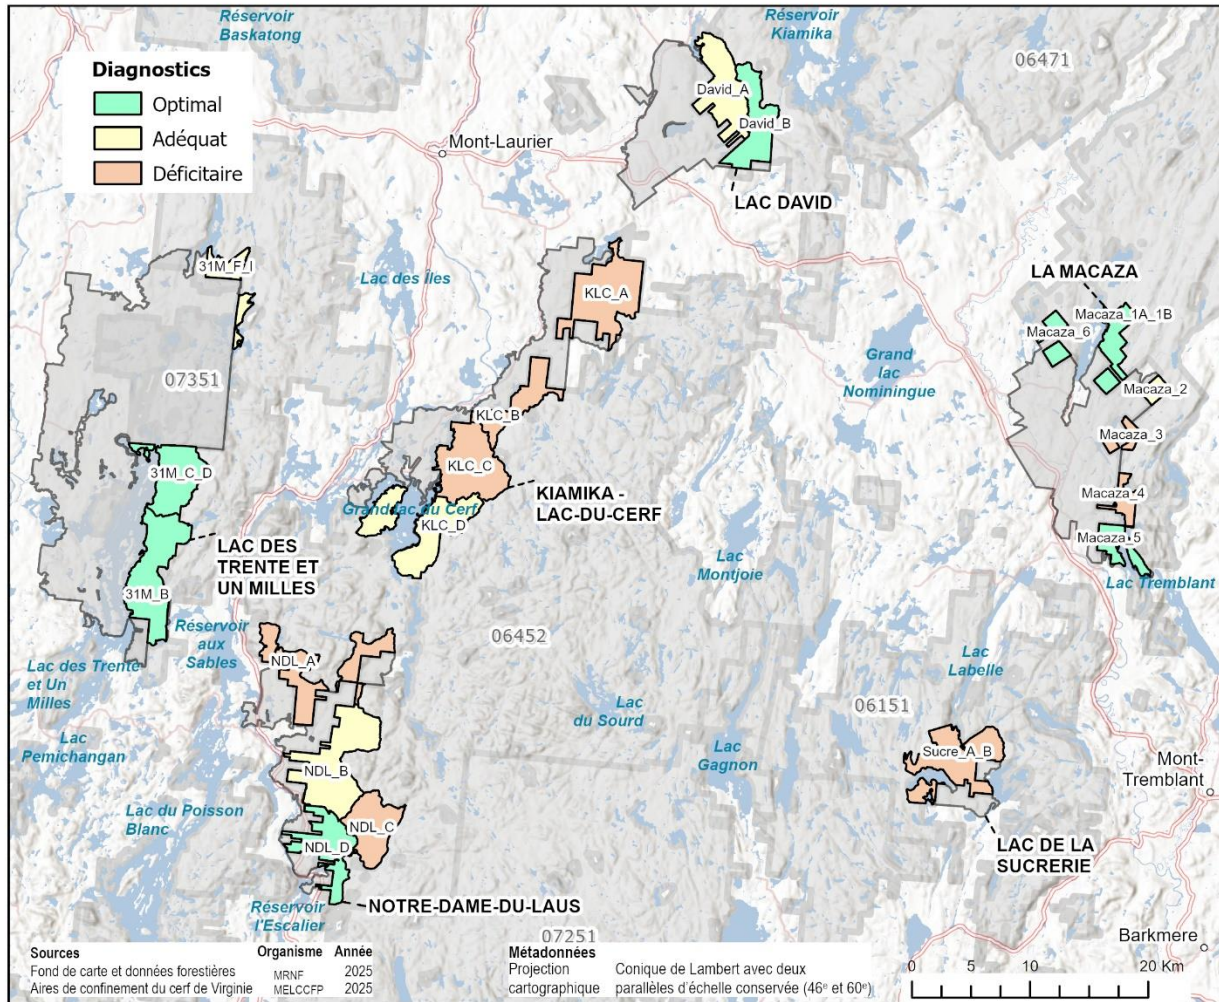 Réservoir
Baskatong
Réservoir
Kiamika
06471
Diagnostics
Optimal
Adéquat
Déficitaire
David_A
David_B
Mont-Laurier
LAC DAVID
31M_F_I
Lac des Îles
KLC_A
LA MACAZA
Macaza_1A_1B
Macaza_6
Grand
lac
Nominingue
Macaza_2
07351
KLC_B
Macaza_3
KLC_C
31M_C_D
Macaza_4
KIAMIKA -
LAC-DU-CERF
Grand lac du Cerf
KLC_D
Macaza_5
LAC DES
TRENTE ET
UN MILLES
Lac
Montjoie
Lac Tremblant
31M_B
Réservoir
aux
Sables
06452
NDL_A
Lac des Trente
et Un
Milles
Lac
Labelle
Lac
du Sourd
06151
Lac
Pemichangan
Lac
Gagnon
Sucre_A_B
Mont-
Tremblant
NDL_B
Lac du Poisson
Blanc
NDL_C
NDL_D
LAC DE LA
SUCRERIE
NOTRE-DAME-DU-LAUS
Réservoir
l'Escalier
07251
Barkmere
Sources Organisme Année
Fond de carte et données forestières MRNF 2025
Aires de confinement du cerf de Virginie MELCCFP 2025
Métadonnées
Projection Conique de Lambert avec deux
cartographique parallèles d'échelle conservée (46e et 60e)
0 5 10 20 Km